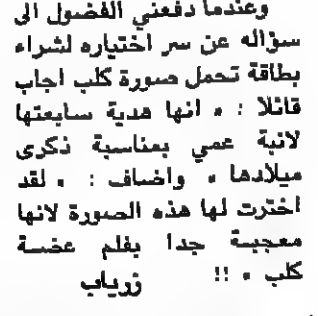 وعندما دفعني الفضول الى
سؤاله عن سر اختياره لشراء
بطاقة تحمل صورة كلب اجاب
قائلا : « انها هدية سابعتها
لابنة عمي بمناسبة ذكرى
ميلادها » واضاف : « لقد
اخترت لها هذه الصورة لانها
معجبة جدا بفلم عضة
كلب » !! زرياب